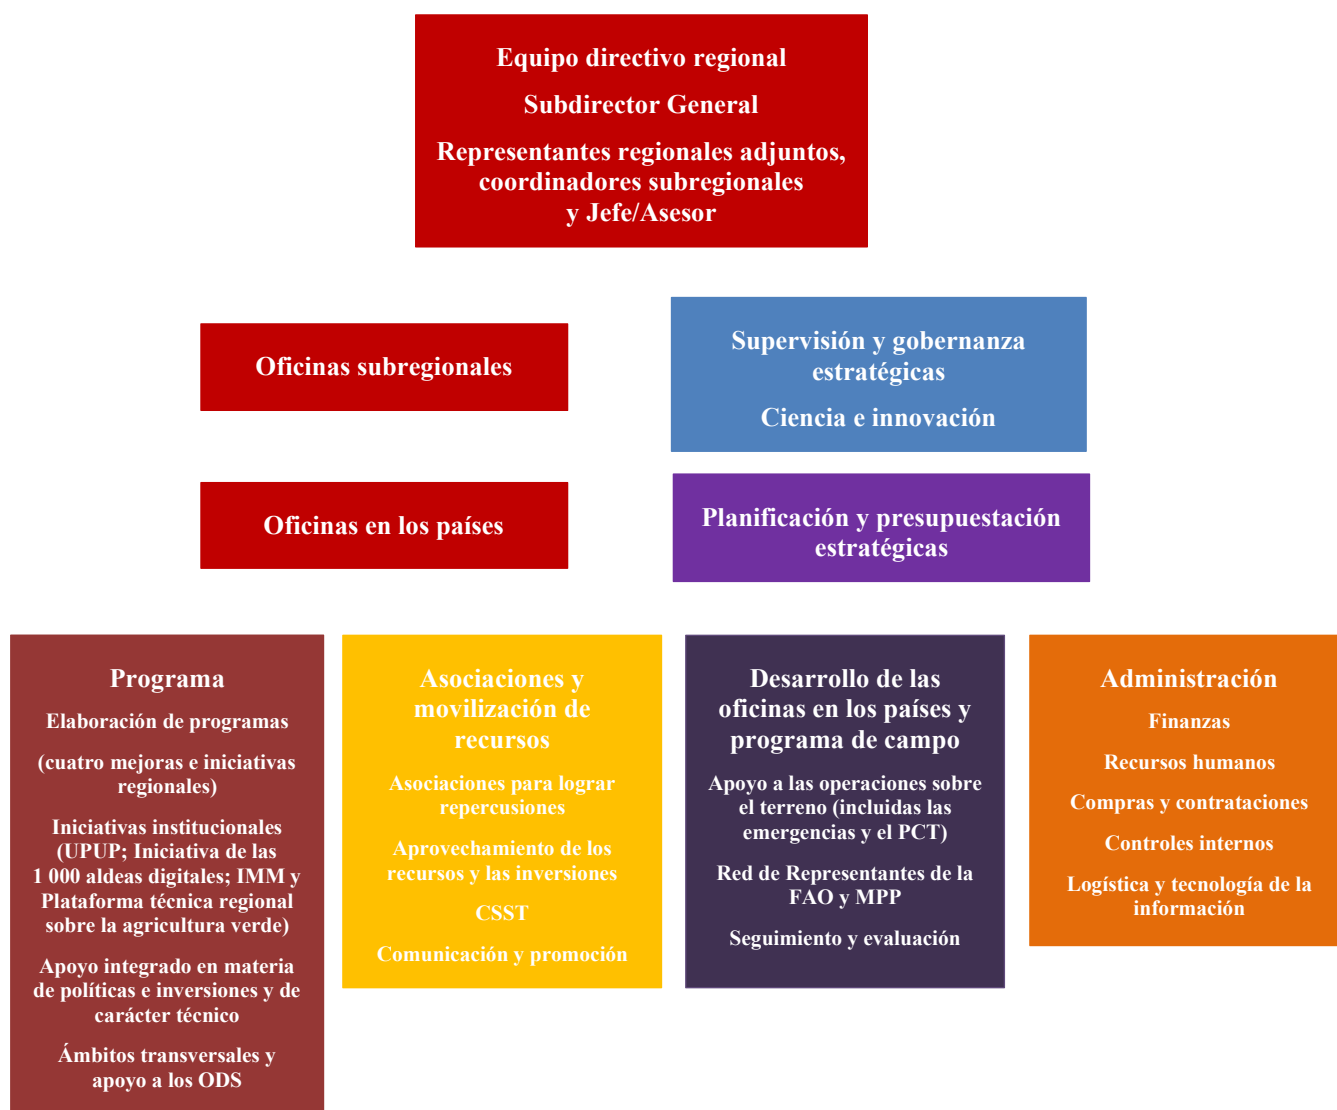 Equipo directivo regional
Subdirector General
Representantes regionales adjuntos,
coordinadores subregionales
y Jefe/Asesor
Oficinas subregionales
Supervisión y gobernanza
estratégicas
Ciencia e innovación
Oficinas en los países
Planificación y presupuestación
estratégicas
Programa
Elaboración de programas
(cuatro mejoras e iniciativas
regionales)
Iniciativas institucionales
(UPUP; Iniciativa de las
1 000 aldeas digitales; IMM y
Plataforma técnica regional
sobre la agricultura verde)
Apoyo integrado en materia
de políticas e inversiones y de
carácter técnico
Ámbitos transversales y
apoyo a los ODS
Asociaciones y
movilización de
recursos
Asociaciones para lograr
repercusiones
Aprovechamiento de los
recursos y las inversiones
CSST
Comunicación y promoción
Desarrollo de las
oficinas en los países y
programa de campo
Apoyo a las operaciones sobre
el terreno (incluidas las
emergencias y el PCT)
Red de Representantes de la
FAO y MPP
Seguimiento y evaluación
Administración
Finanzas
Recursos humanos
Compras y contrataciones
Controles internos
Logística y tecnología de la
información